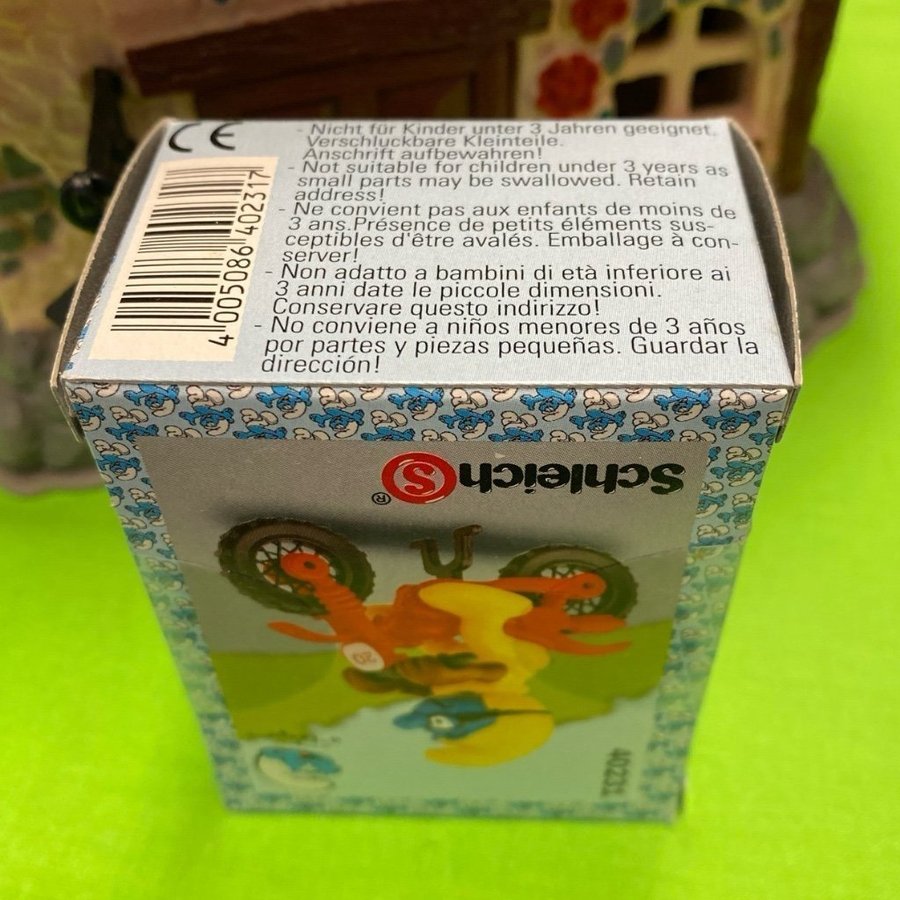 CE
- Nicht für Kinder unter 3 Jahren geeignet,
Verschluckbare Kleinteile.
Anschrift aufbewahren!
- Not suitable for children under 3 years as
small parts may be swallowed. Retain
address!
- Ne convient pas aux enfants de moins de
3 ans.Présence de petits éléments sus-
ceptibles d'être avalés. Emballage à con-
server!
- Non adatto a bambini di età inferiore ai
3 anni date le piccole dimensioni.
Conservare questo indirizzo!
- No conviene a niños menores de 3 años
por partes y piezas pequeñas. Guardar la
dirección!
4 005086 402317
Schleich S ®
20
40231